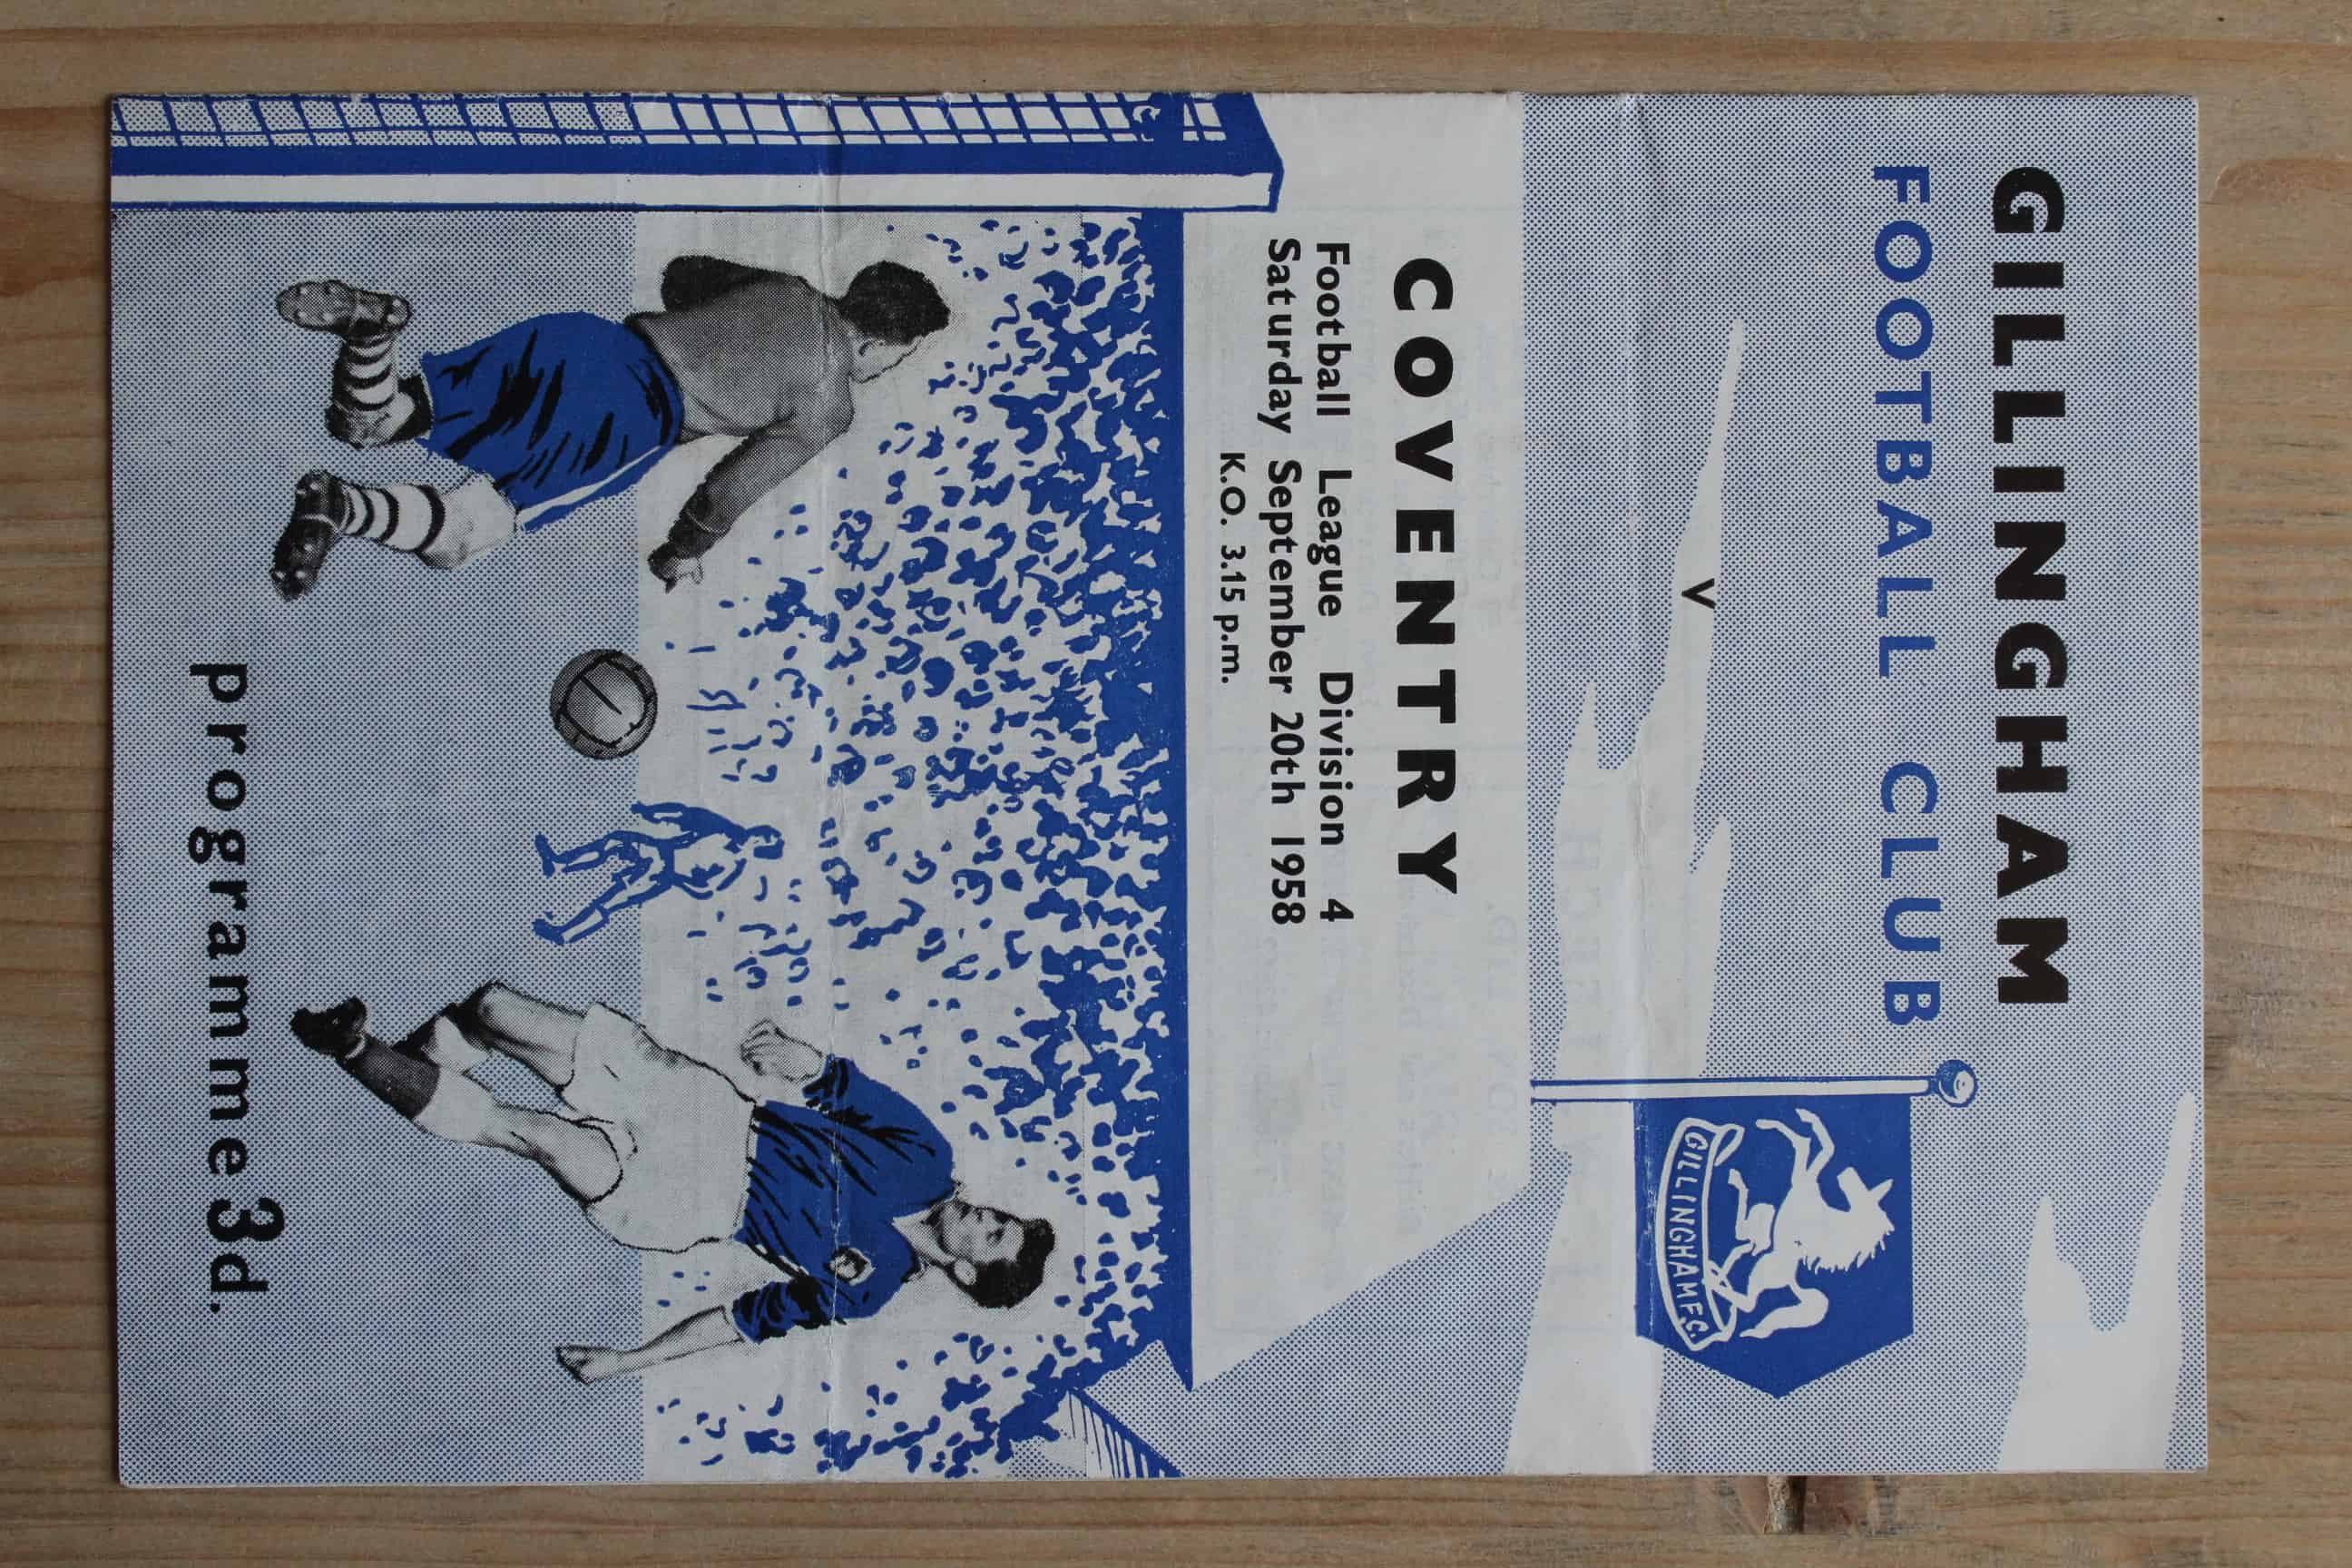 GILLINGHAM
FOOTBALL CLUB
GILLINGHAM F.C.
V
COVENTRY
Football League Division 4
Saturday September 20th 1958
K.O. 3.15 p.m.
programme 3d.